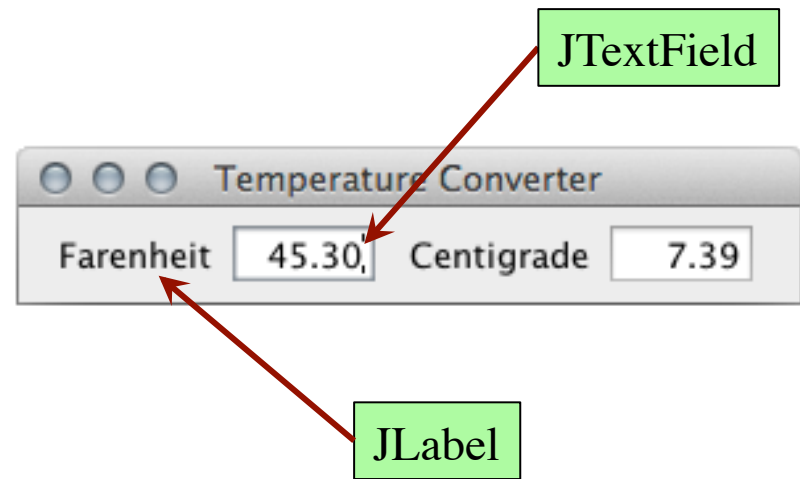 JTextField
Temperature Converter
Farenheit 45.30 Centigrade 7.39
JLabel